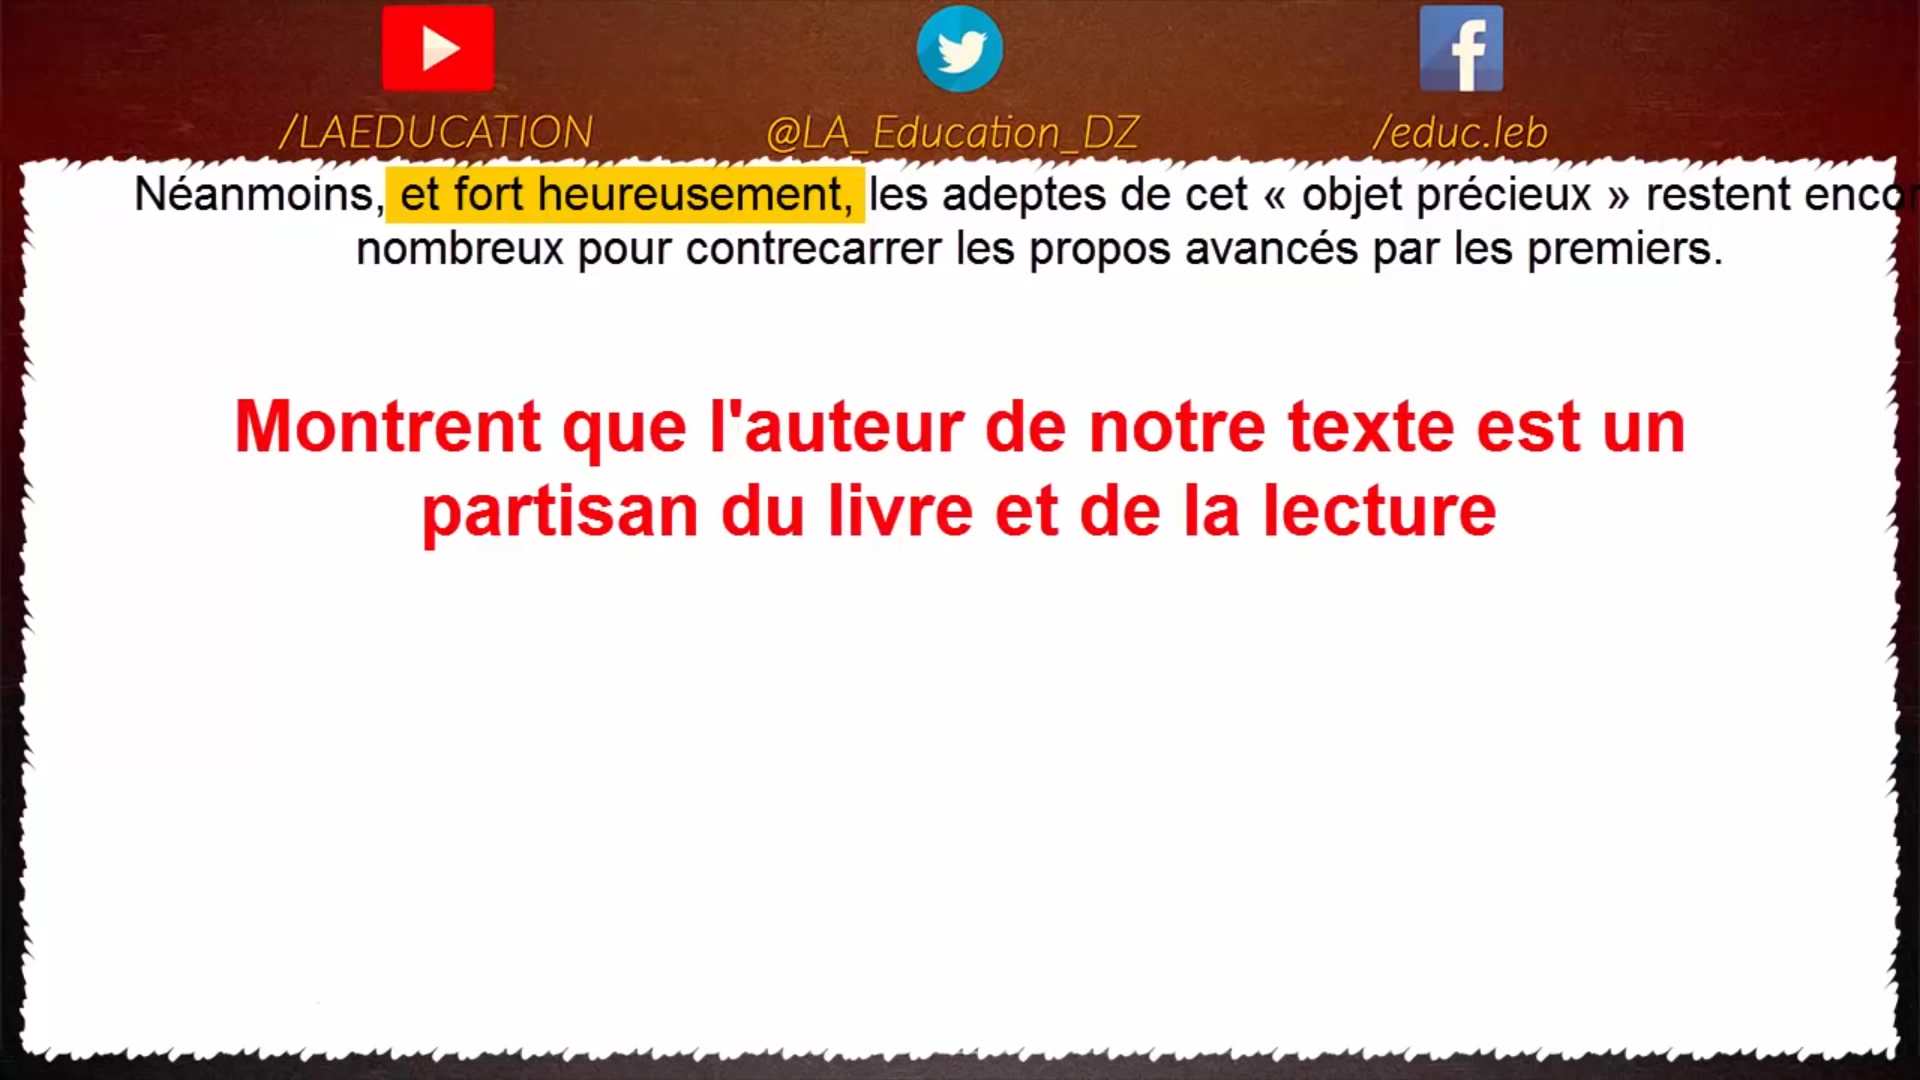 /LAEDUCATION
@LA_Education_DZ
/educ.leb
Néanmoins, et fort heureusement, les adeptes de cet « objet précieux » restent encor
nombreux pour contrecarrer les propos avancés par les premiers.
Montrent que l'auteur de notre texte est un
partisan du livre et de la lecture